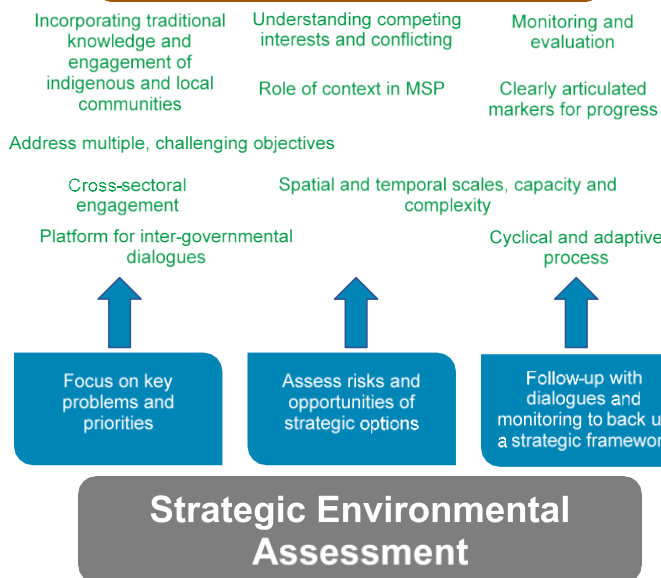 Incorporating traditional
knowledge and
engagement of
indigenous and local
communities
Understanding competing
interests and conflicting
Role of context in MSP
Monitoring and
evaluation
Clearly articulated
markers for progress
Address multiple, challenging objectives
Cross-sectoral
engagement
Spatial and temporal scales, capacity and
complexity
Platform for inter-governmental
dialogues
Cyclical and adaptive
process
Focus on key
problems and
priorities
Assess risks and
opportunities of
strategic options
Follow-up with
dialogues and
monitoring to back u
a strategic framewor
Strategic Environmental
Assessment